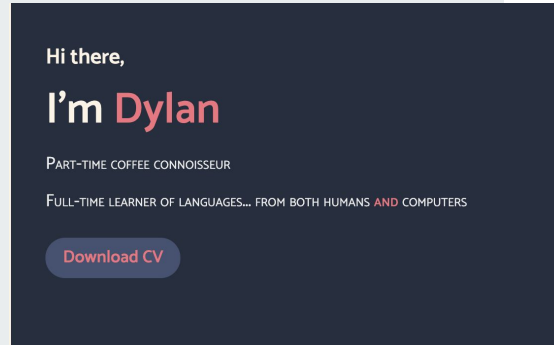 Hi there,
I'm Dylan
Part-time coffee connoisseur
Full-time learner of languages... from both humans and computers
Download CV